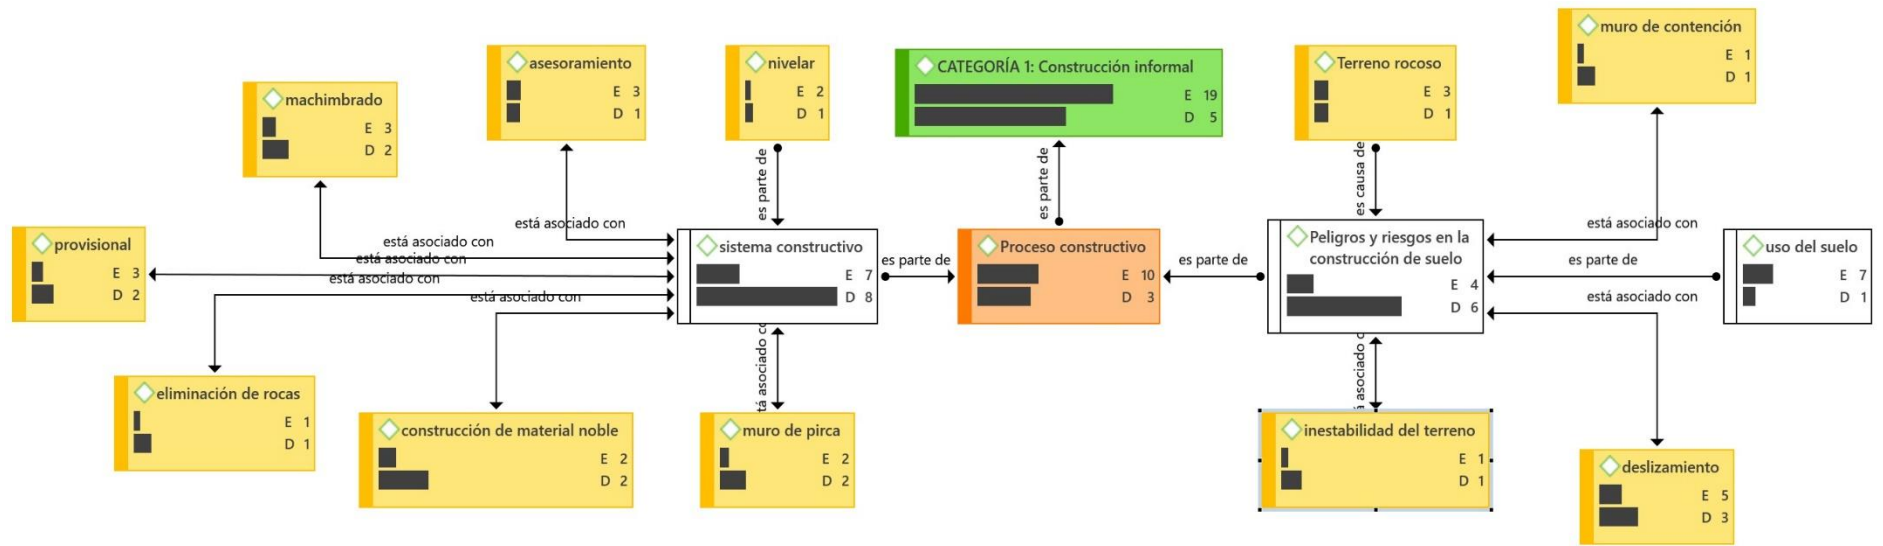 muro de contención
E 1
D 1
asesoramiento
E 3
D 1
nivelar
E 2
D 1
CATEGORÍA 1: Construcción informal
E 19
D 5
Terreno rocoso
E 3
D 1
machimbrado
E 3
D 2
es parte de
es parte de
es causa de
está asociado con
está asociado con
está asociado con
está asociado con
está asociado con
está asociado con
provisional
E 3
D 2
sistema constructivo
E 7
D 8
es parte de
Proceso constructivo
E 10
D 3
es parte de
Peligros y riesgos en la
construcción de suelo
E 4
D 6
es parte de
está asociado con
uso del suelo
E 7
D 1
tá asociado co
á asociado c
eliminación de rocas
E 1
D 1
construcción de material noble
E 2
D 2
muro de pirca
E 2
D 2
inestabilidad del terreno
E 1
D 1
deslizamiento
E 5
D 3